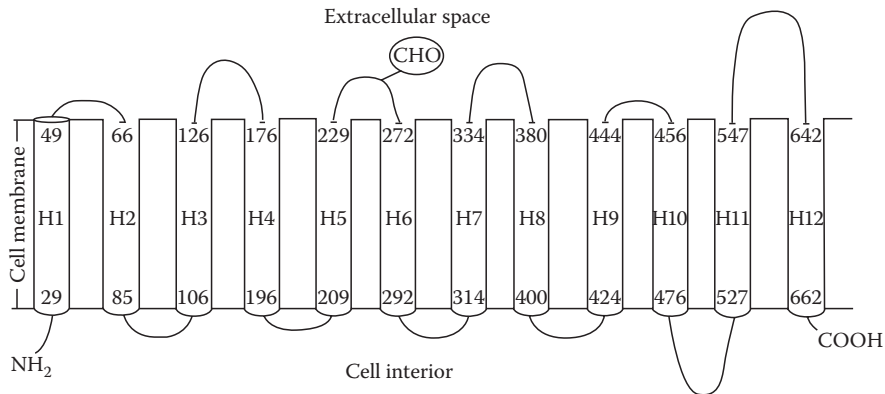 Extracellular space
CHO
49 66 126 176 229 272 334 380 444 456 547 642
Cell membrane
H1 H2 H3 H4 H5 H6 H7 H8 H9 H10 H11 H12
29 85 106 196 209 292 314 400 424 476 527 662
NH₂
COOH
Cell interior